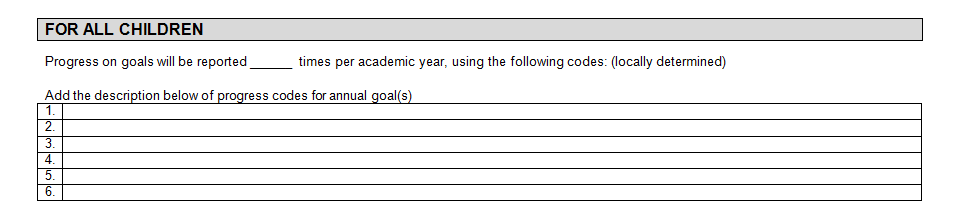 FOR ALL CHILDREN
Progress on goals will be reported ______ times per academic year, using the following codes: (locally determined)
Add the description below of progress codes for annual goal(s)
1.
2.
3.
4.
5.
6.